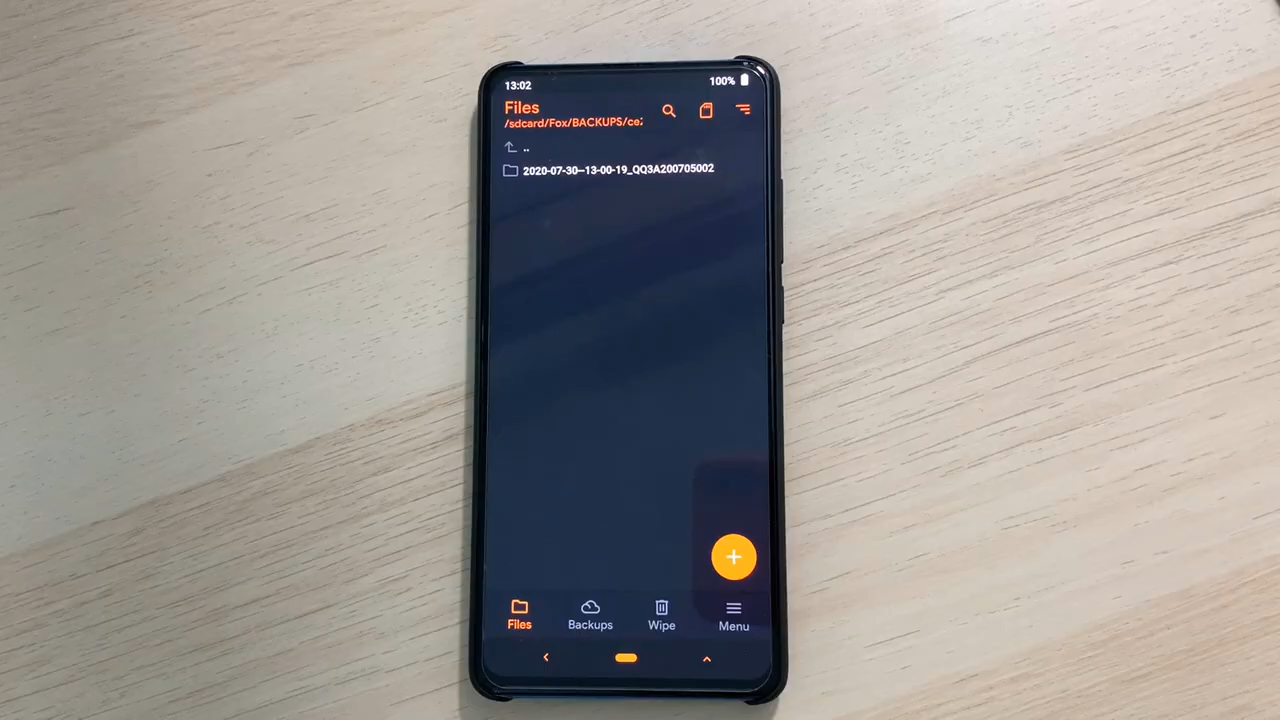 13:02 100%
Files
/sdcard/Fox/BACKUPS/ce
..
2020-07-30--13-00-19_QQ3A200705002
Files Backups Wipe Menu